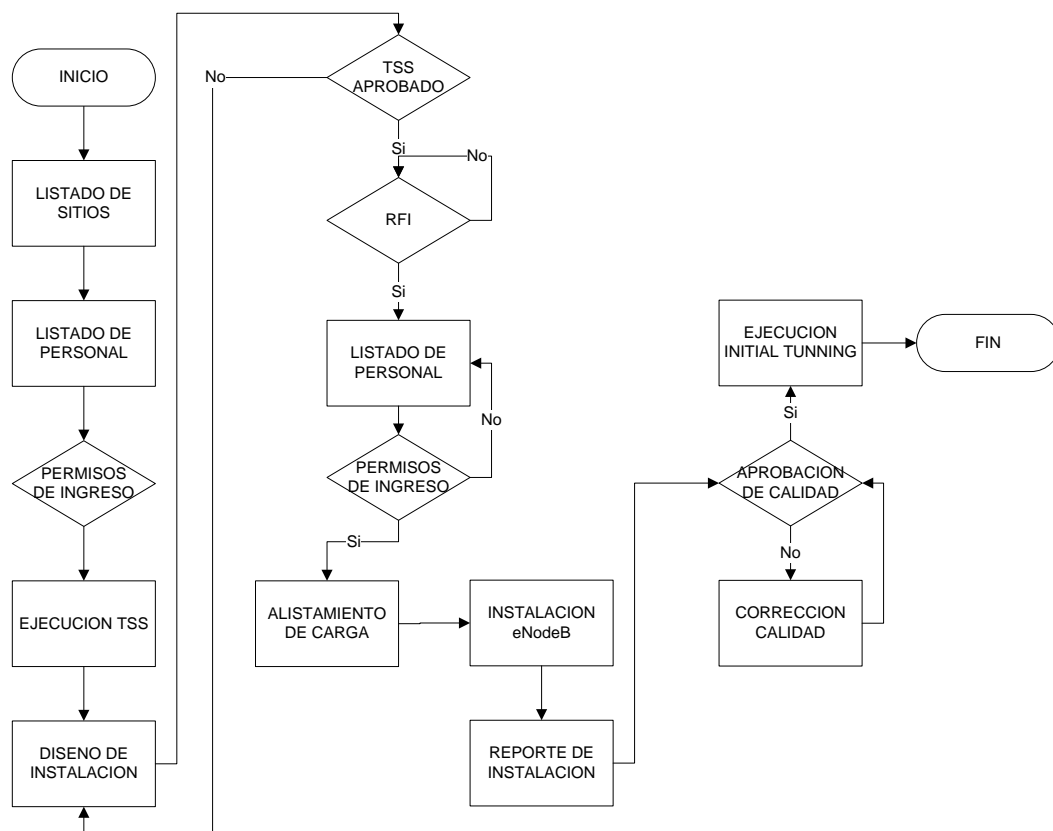 INICIO
LISTADO DE
SITIOS
LISTADO DE
PERSONAL
PERMISOS
DE INGRESO
EJECUCION TSS
DISENO DE
INSTALACION
TSS
APROBADO
No
Si
No
RFI
Si
LISTADO DE
PERSONAL
No
PERMISOS
DE INGRESO
Si
ALISTAMIENTO
DE CARGA
INSTALACION
eNodeB
REPORTE DE
INSTALACION
APROBACION
DE CALIDAD
No
CORRECCION
CALIDAD
Si
EJECUCION
INITIAL TUNNING
FIN